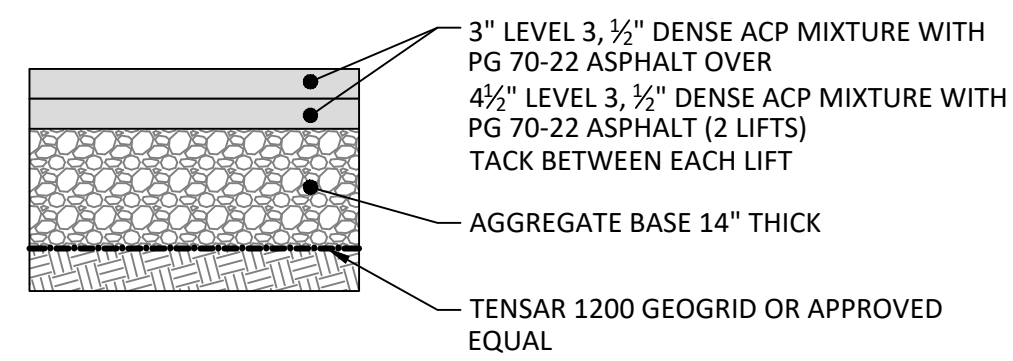 3" LEVEL 3, ½" DENSE ACP MIXTURE WITH
PG 70-22 ASPHALT OVER
4½" LEVEL 3, ½" DENSE ACP MIXTURE WITH
PG 70-22 ASPHALT (2 LIFTS)
TACK BETWEEN EACH LIFT
AGGREGATE BASE 14" THICK
TENSAR 1200 GEOGRID OR APPROVED
EQUAL